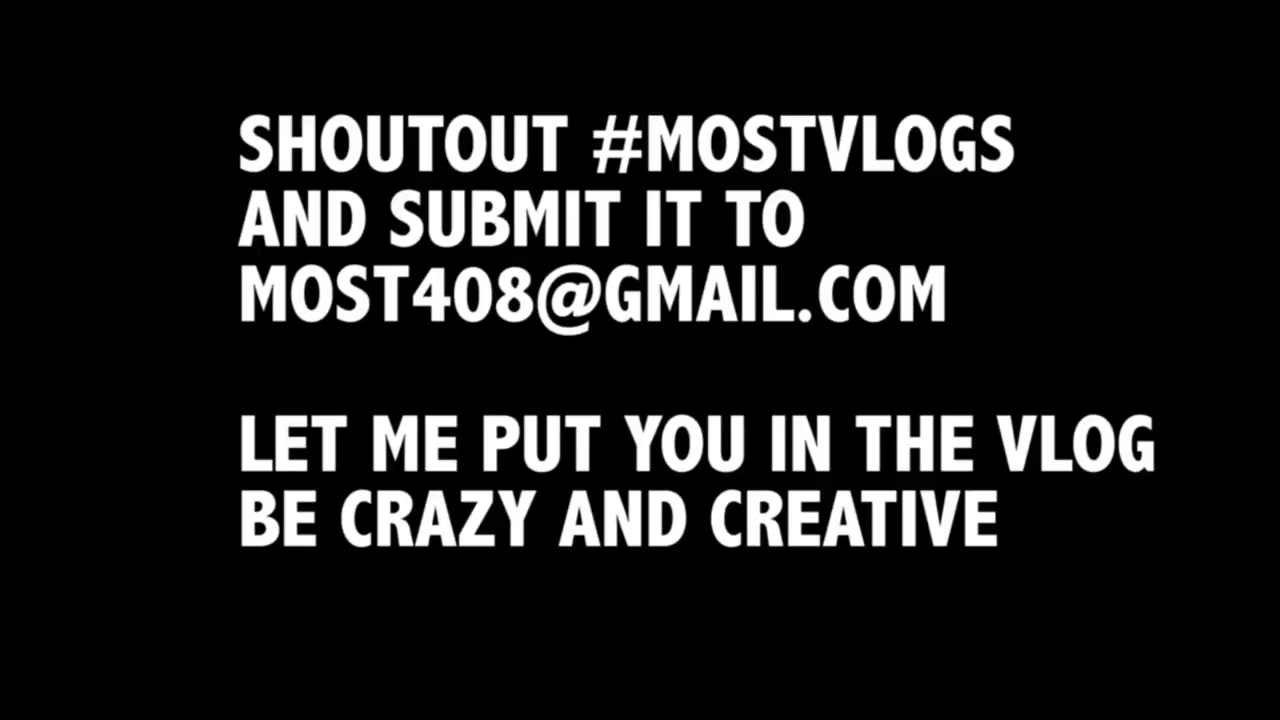 SHOUTOUT #MOSTVLOGS
AND SUBMIT IT TO
MOST408@GMAIL.COM
LET ME PUT YOU IN THE VLOG
BE CRAZY AND CREATIVE